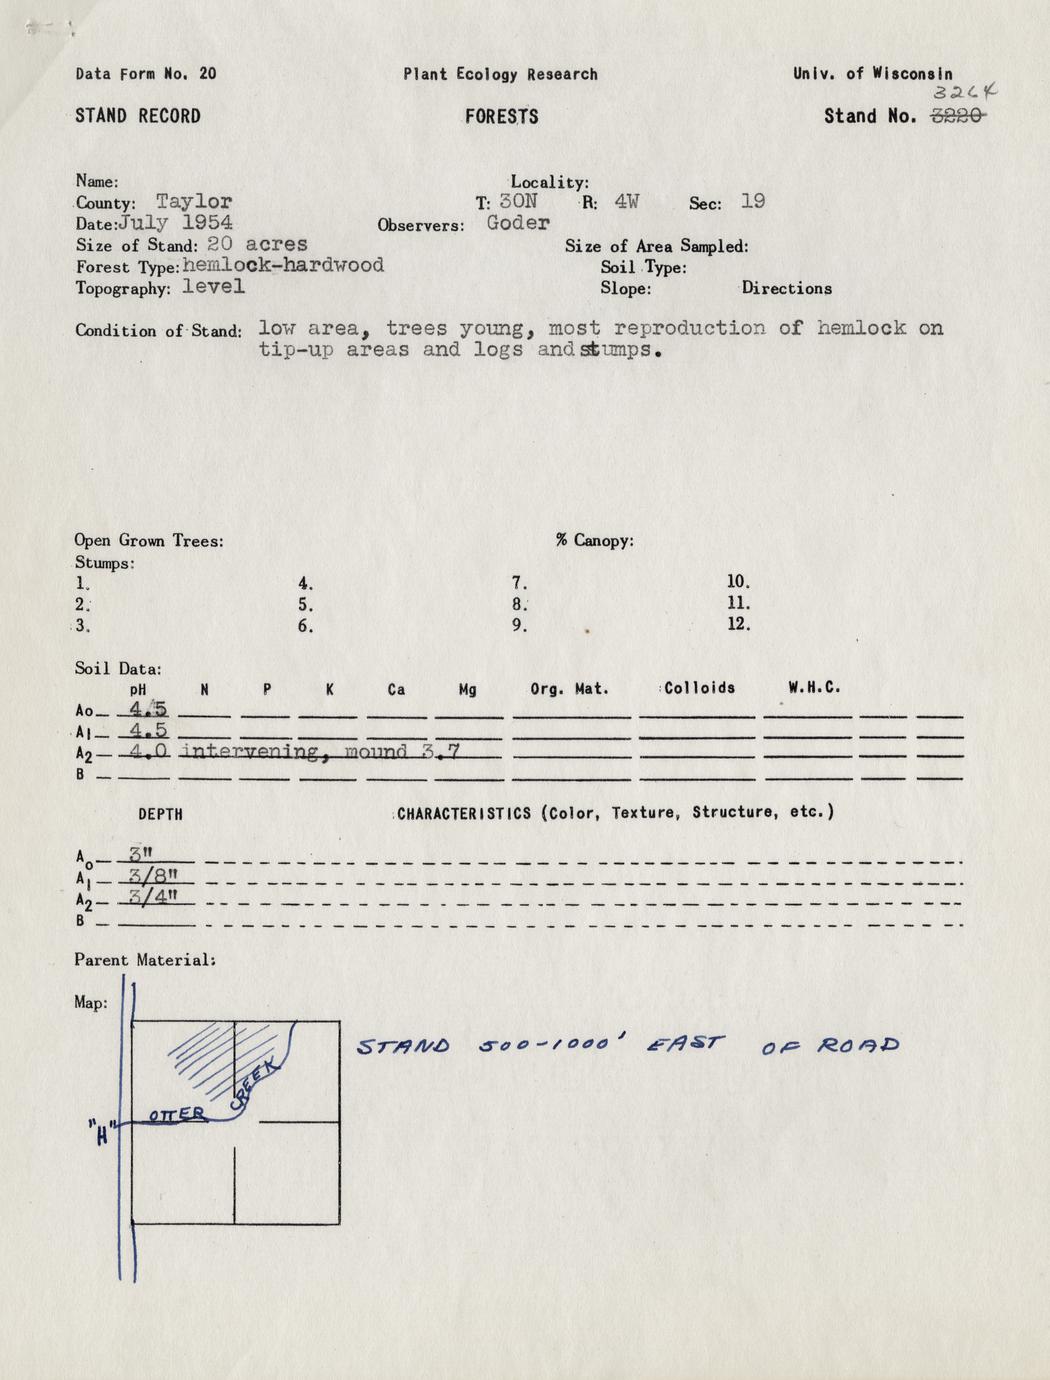 Data Form No. 20 Plant Ecology Research Univ. of Wisconsin
3264
STAND RECORD FORESTS Stand No. 3220
Name: Locality:
County: Taylor T: 30N R: 4W Sec: 19
Date: July 1954 Observers: Goder
Size of Stand: 20 acres Size of Area Sampled:
Forest Type: hemlock-hardwood Soil Type:
Topography: level Slope: Directions
Condition of Stand: low area, trees young, most reproduction of hemlock on
tip-up areas and logs and stumps.
Open Grown Trees: % Canopy:
Stumps:
1. 4. 7. 10.
2. 5. 8. 11.
3. 6. 9. 12.
Soil Data:
pH N P K Ca Mg Org. Mat. Colloids W.H.C.
Ao 4.5
A1 4.5
A2 4.0 intervening, mound 3.7
B
DEPTH CHARACTERISTICS (Color, Texture, Structure, etc.)
Ao 3"
A1 3/8"
A2 3/4"
B
Parent Material:
Map:
STAND 500-1000' EAST OF ROAD
OTTER CREEK
"H"